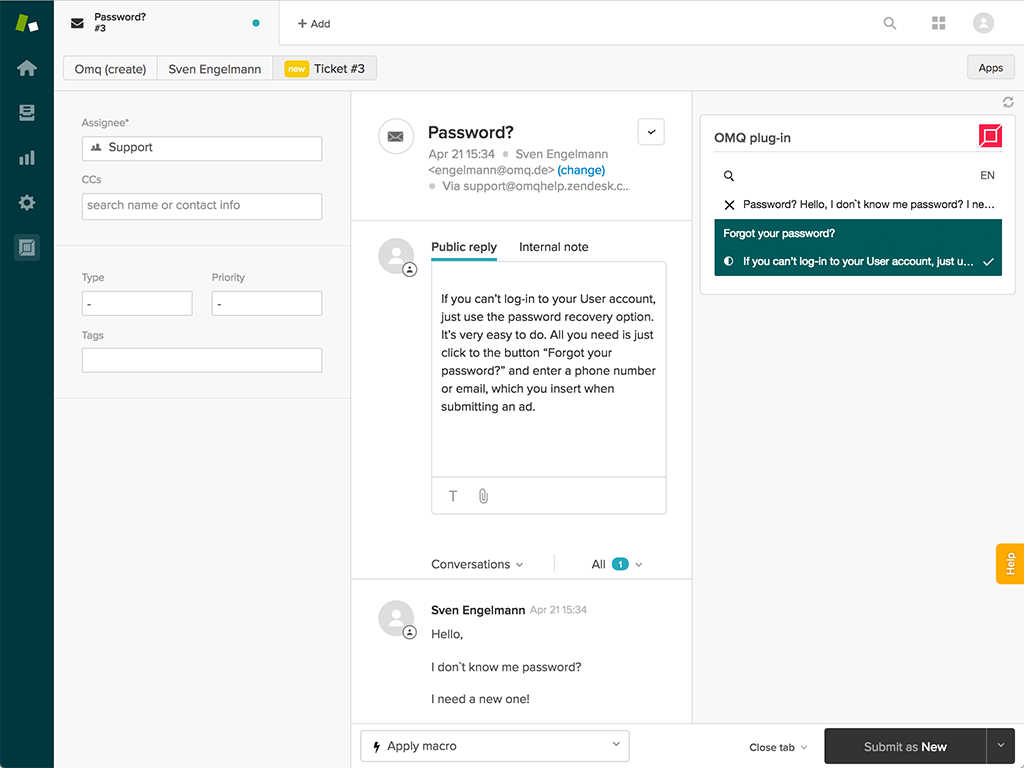 Password?
#3
+ Add
Omq (create)
Sven Engelmann
new Ticket #3
Apps
Assignee*
Support
CCs
search name or contact info
Type
Priority
-
-
Tags
Password?
Apr 21 15:34 Sven Engelmann
<engelmann@omq.de> (change)
Via support@omqhelp.zendesk.c...
Public reply
Internal note
If you can’t log-in to your User account,
just use the password recovery option.
It’s very easy to do. All you need is just
click to the button “Forgot your
password?” and enter a phone number
or email, which you insert when
submitting an ad.
T
Conversations
All 1
Sven Engelmann Apr 21 15:34
Hello,
I don`t know me password?
I need a new one!
Apply macro
Close tab
Submit as New
OMQ plug-in
EN
Password? Hello, I don`t know me password? I ne...
Forgot your password?
If you can’t log-in to your User account, just u...
Help